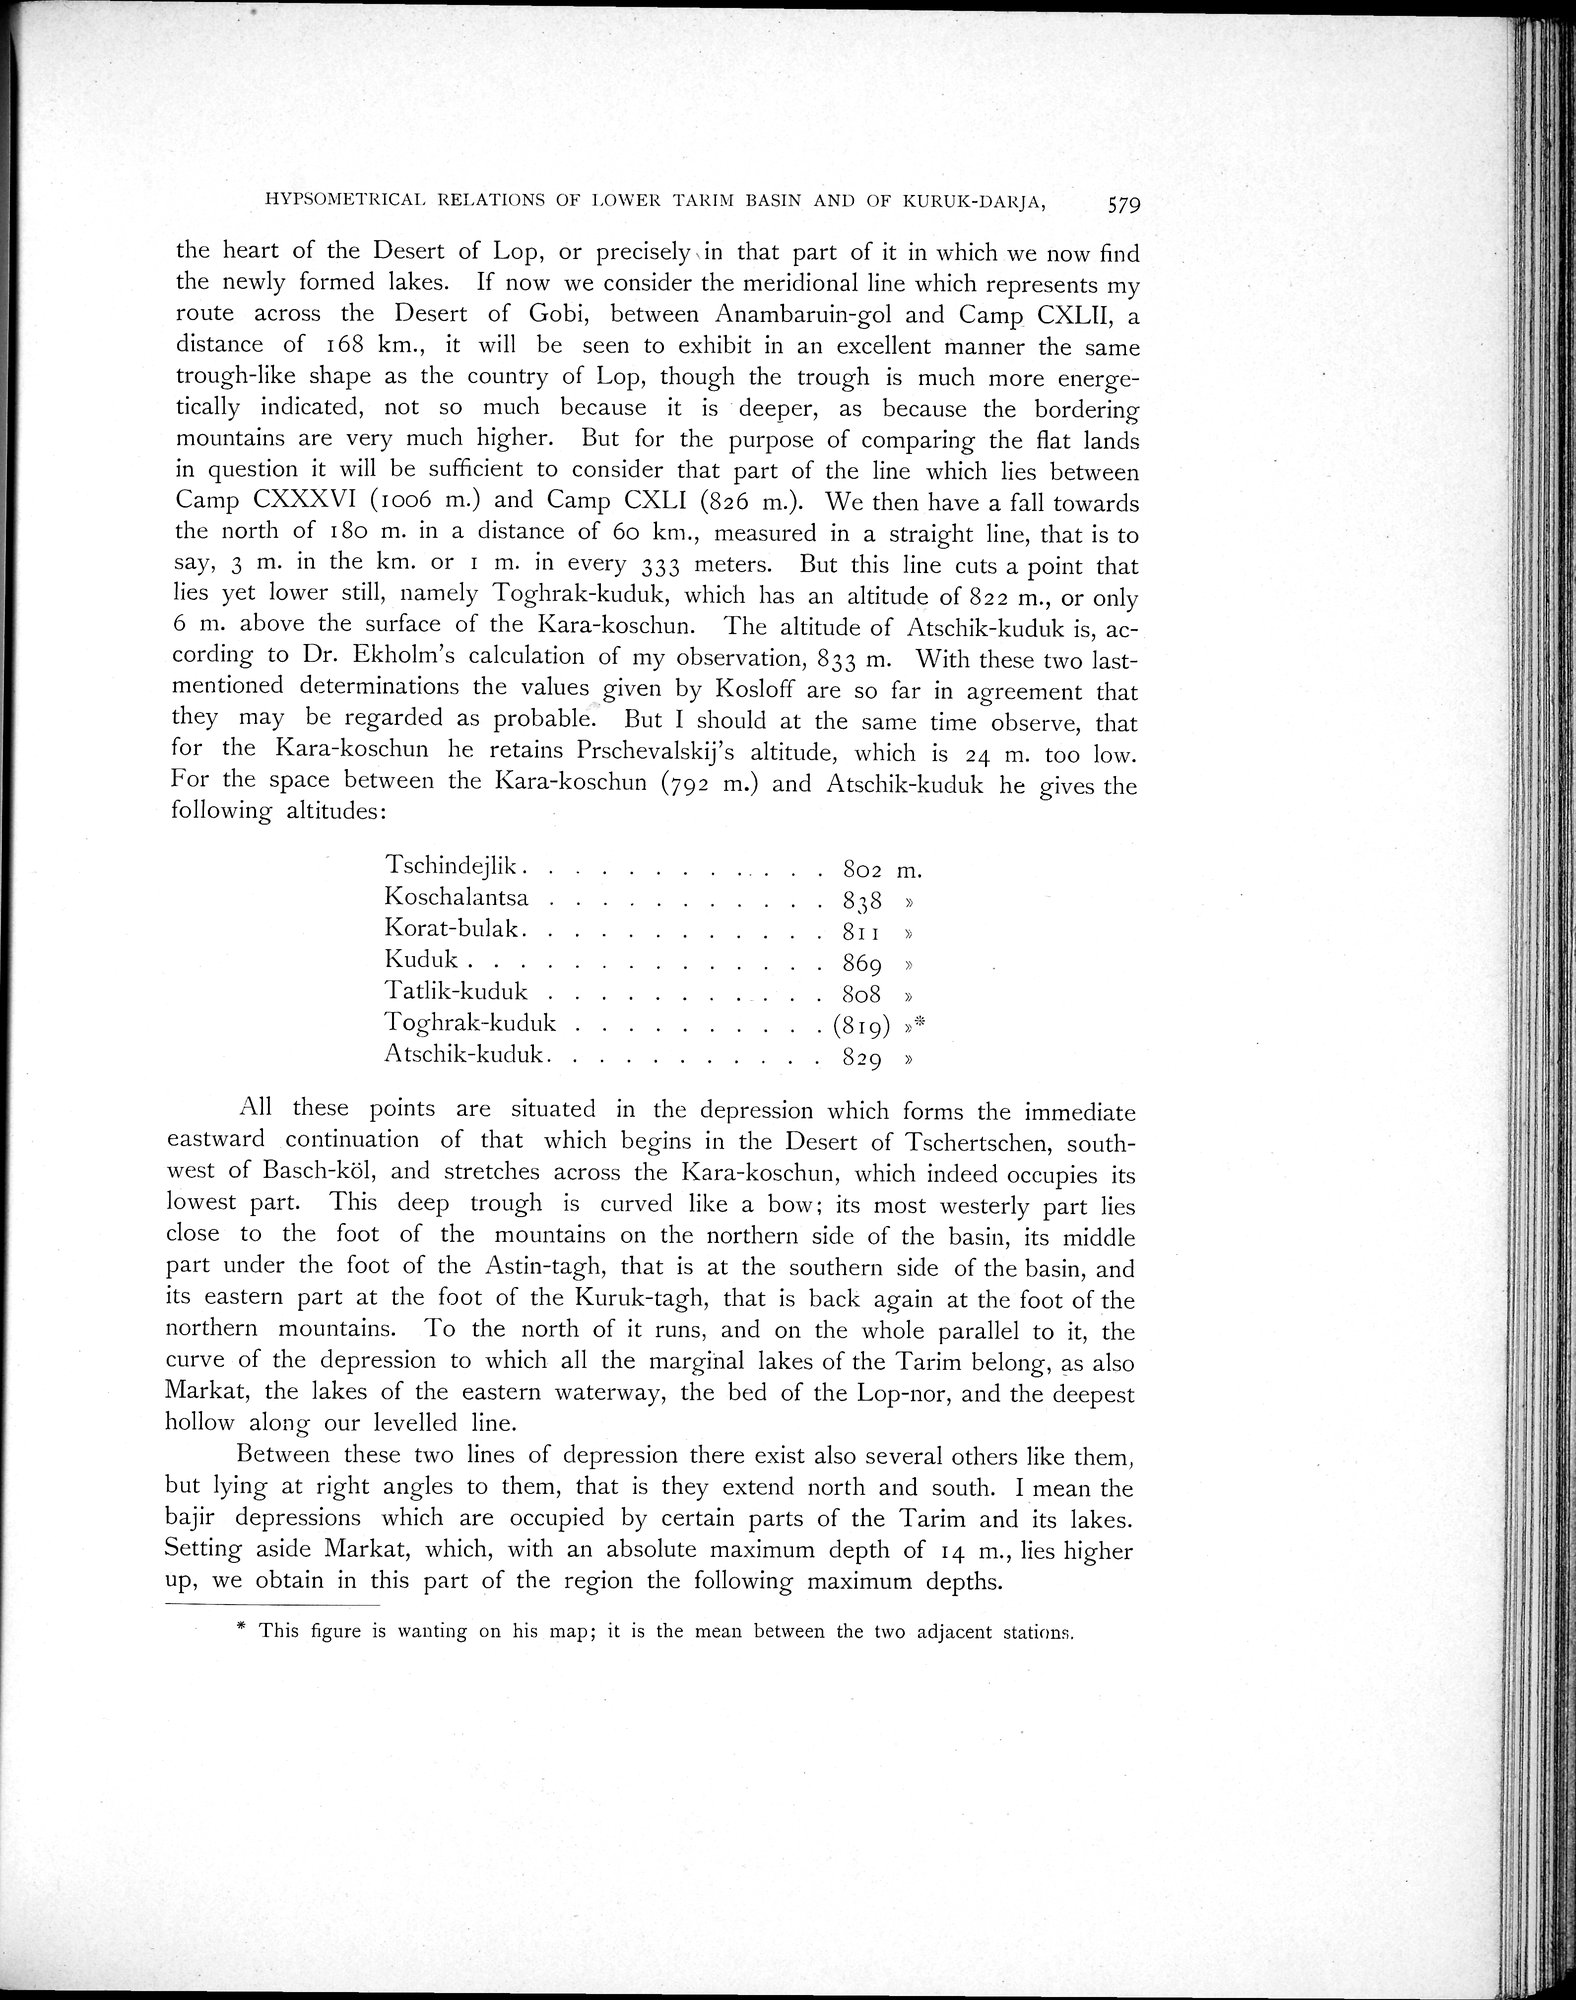 HYPSOMETRICAL RELATIONS OF LOWER TARIM BASIN AND OF KURUK-DARJA, 579
the heart of the Desert of Lop, or precisely in that part of it in which we now find
the newly formed lakes. If now we consider the meridional line which represents my
route across the Desert of Gobi, between Anambaruin-gol and Camp CXLII, a
distance of 168 km., it will be seen to exhibit in an excellent manner the same
trough-like shape as the country of Lop, though the trough is much more energe-
tically indicated, not so much because it is deeper, as because the bordering
mountains are very much higher. But for the purpose of comparing the flat lands
in question it will be sufficient to consider that part of the line which lies between
Camp CXXXVI (1006 m.) and Camp CXLI (826 m.). We then have a fall towards
the north of 180 m. in a distance of 60 km., measured in a straight line, that is to
say, 3 m. in the km. or 1 m. in every 333 meters. But this line cuts a point that
lies yet lower still, namely Toghrak-kuduk, which has an altitude of 822 m., or only
6 m. above the surface of the Kara-koschun. The altitude of Atschik-kuduk is, ac-
cording to Dr. Ekholm's calculation of my observation, 833 m. With these two last-
mentioned determinations the values given by Kosloff are so far in agreement that
they may be regarded as probable. But I should at the same time observe, that
for the Kara-koschun he retains Prschevalskij's altitude, which is 24 m. too low.
For the space between the Kara-koschun (792 m.) and Atschik-kuduk he gives the
following altitudes:
Tschindejlik . . . . . . . . . . . . 802 m.
Koschalantsa . . . . . . . . . . . 838 »
Korat-bulak . . . . . . . . . . . . 811 »
Kuduk . . . . . . . . . . . . . . 869 »
Tatlik-kuduk . . . . . . . . . . . 808 »
Toghrak-kuduk . . . . . . . . . . (819) »*
Atschik-kuduk . . . . . . . . . . . 829 »
All these points are situated in the depression which forms the immediate
eastward continuation of that which begins in the Desert of Tschertschen, south-
west of Basch-köl, and stretches across the Kara-koschun, which indeed occupies its
lowest part. This deep trough is curved like a bow; its most westerly part lies
close to the foot of the mountains on the northern side of the basin, its middle
part under the foot of the Astin-tagh, that is at the southern side of the basin, and
its eastern part at the foot of the Kuruk-tagh, that is back again at the foot of the
northern mountains. To the north of it runs, and on the whole parallel to it, the
curve of the depression to which all the marginal lakes of the Tarim belong, as also
Markat, the lakes of the eastern waterway, the bed of the Lop-nor, and the deepest
hollow along our levelled line.
Between these two lines of depression there exist also several others like them,
but lying at right angles to them, that is they extend north and south. I mean the
bajir depressions which are occupied by certain parts of the Tarim and its lakes.
Setting aside Markat, which, with an absolute maximum depth of 14 m., lies higher
up, we obtain in this part of the region the following maximum depths.
* This figure is wanting on his map; it is the mean between the two adjacent stations.